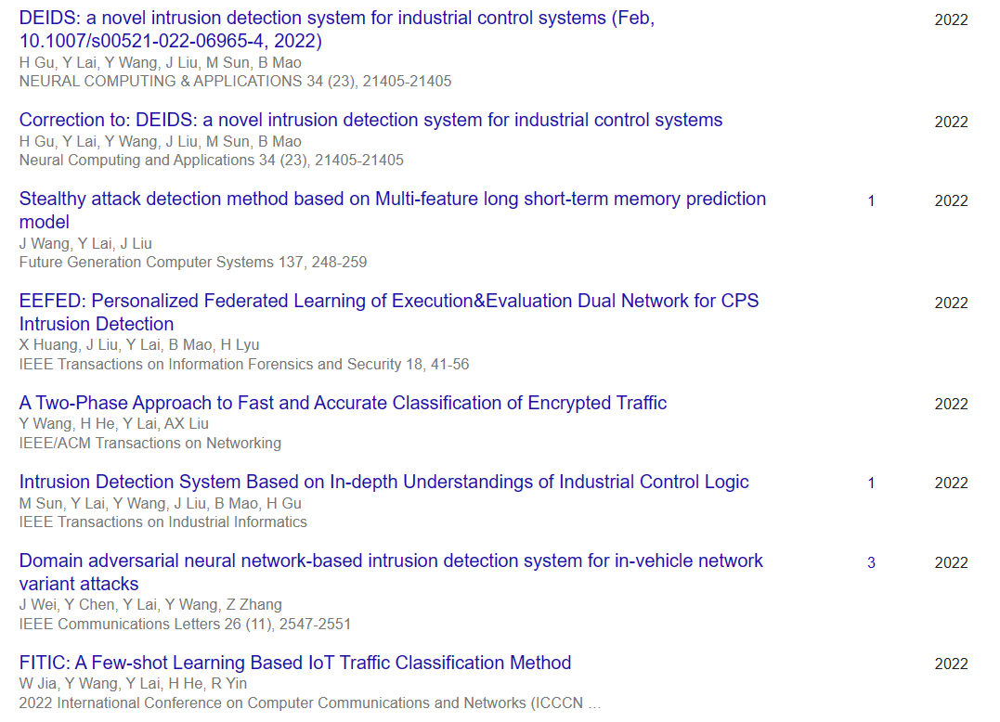 DEIDS: a novel intrusion detection system for industrial control systems (Feb, 2022
10.1007/s00521-022-06965-4, 2022)
H Gu, Y Lai, Y Wang, J Liu, M Sun, B Mao
NEURAL COMPUTING & APPLICATIONS 34 (23), 21405-21405
Correction to: DEIDS: a novel intrusion detection system for industrial control systems 2022
H Gu, Y Lai, Y Wang, J Liu, M Sun, B Mao
Neural Computing and Applications 34 (23), 21405-21405
Stealthy attack detection method based on Multi-feature long short-term memory prediction 1 2022
model
J Wang, Y Lai, J Liu
Future Generation Computer Systems 137, 248-259
EEFED: Personalized Federated Learning of Execution&Evaluation Dual Network for CPS 2022
Intrusion Detection
X Huang, J Liu, Y Lai, B Mao, H Lyu
IEEE Transactions on Information Forensics and Security 18, 41-56
A Two-Phase Approach to Fast and Accurate Classification of Encrypted Traffic 2022
Y Wang, H He, Y Lai, AX Liu
IEEE/ACM Transactions on Networking
Intrusion Detection System Based on In-depth Understandings of Industrial Control Logic 1 2022
M Sun, Y Lai, Y Wang, J Liu, B Mao, H Gu
IEEE Transactions on Industrial Informatics
Domain adversarial neural network-based intrusion detection system for in-vehicle network 3 2022
variant attacks
J Wei, Y Chen, Y Lai, Y Wang, Z Zhang
IEEE Communications Letters 26 (11), 2547-2551
FITIC: A Few-shot Learning Based IoT Traffic Classification Method 2022
W Jia, Y Wang, Y Lai, H He, R Yin
2022 International Conference on Computer Communications and Networks (ICCCN …